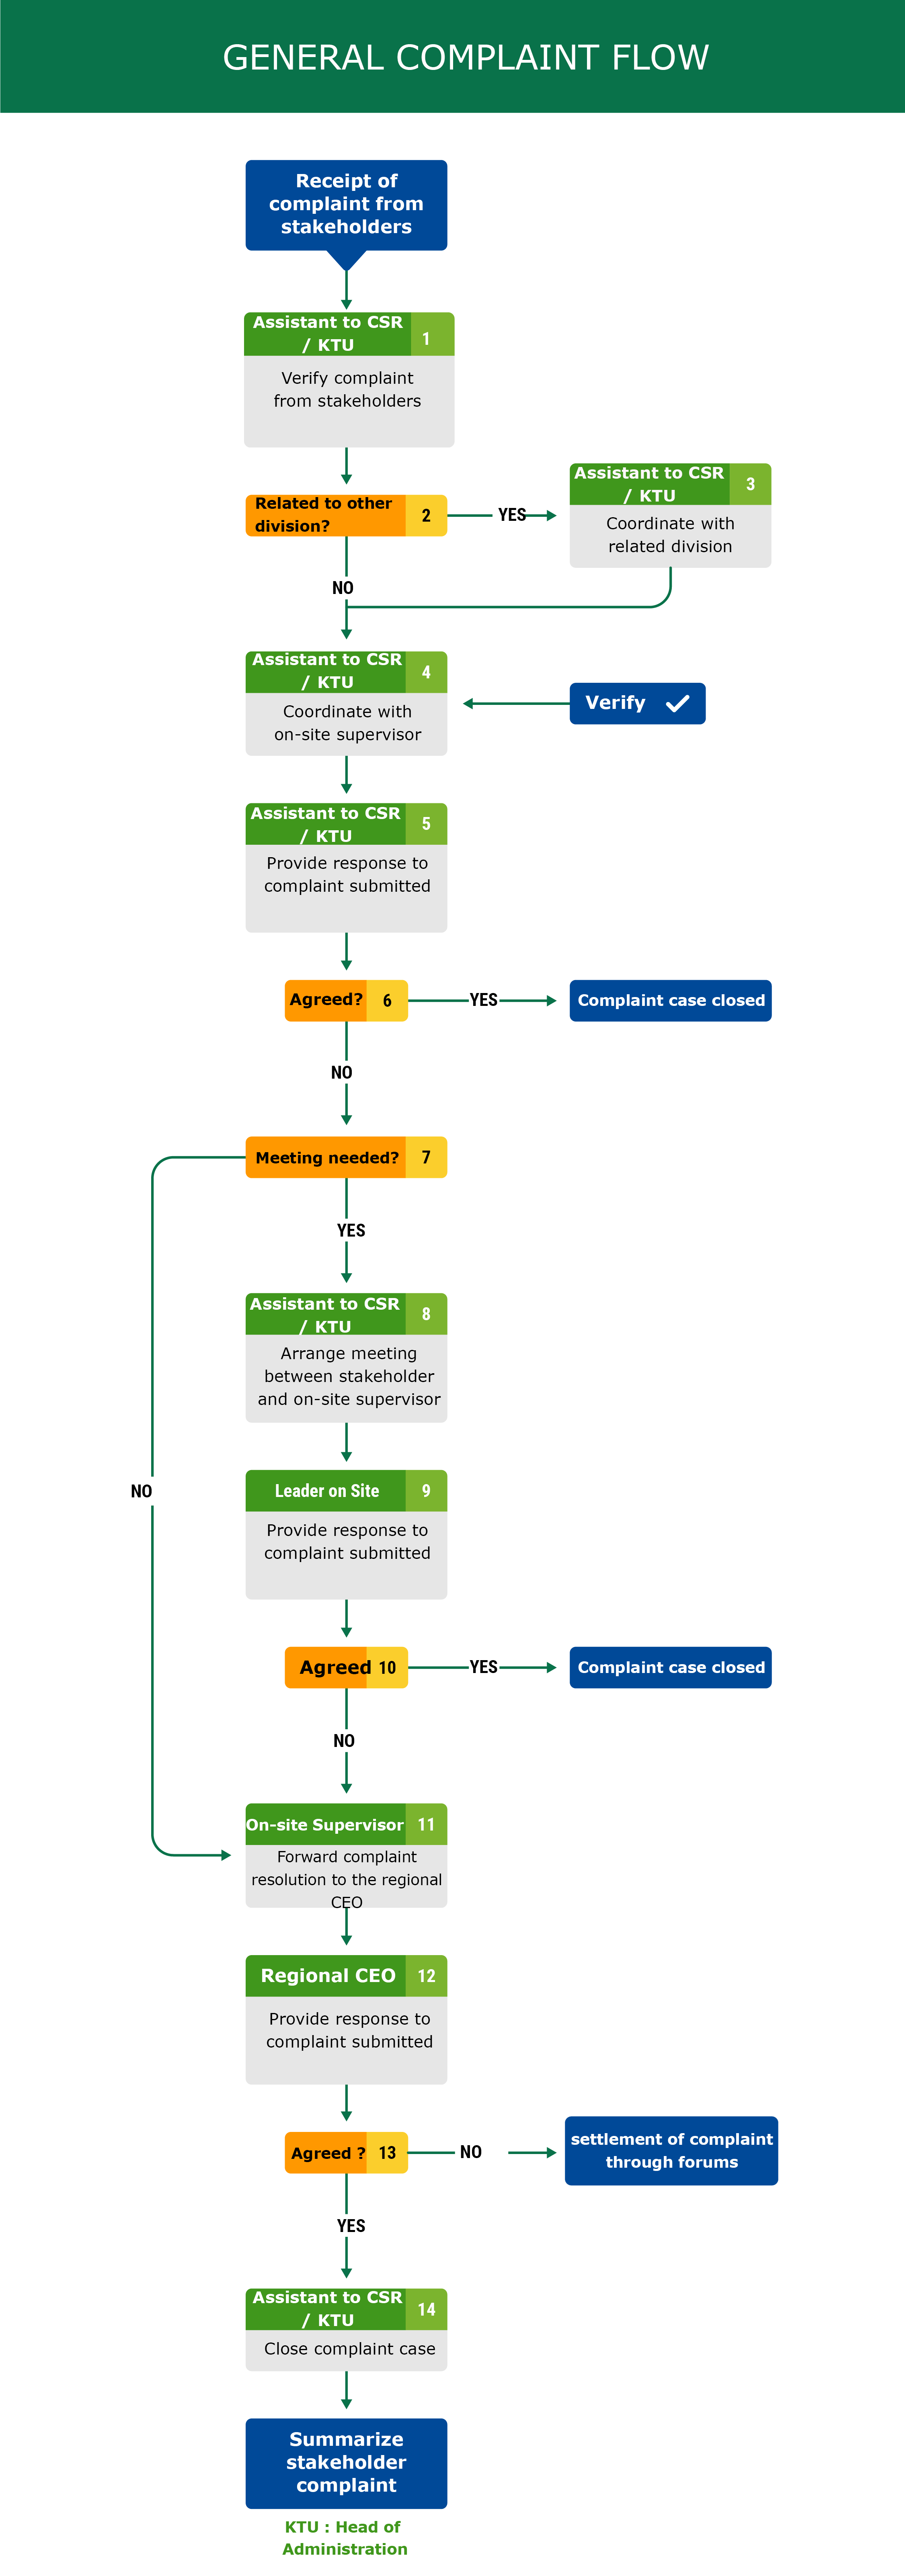 GENERAL COMPLAINT FLOW
Receipt of
complaint from
stakeholders
Assistant to CSR
/ KTU
1
Verify complaint
from stakeholders
Related to other
division?
2
YES
Assistant to CSR
/ KTU
3
Coordinate with
related division
NO
Assistant to CSR
/ KTU
4
Coordinate with
on-site supervisor
Verify
Assistant to CSR
/ KTU
5
Provide response to
complaint submitted
Agreed? 6
YES
Complaint case closed
NO
Meeting needed? 7
YES
Assistant to CSR
/ KTU
8
Arrange meeting
between stakeholder
and on-site supervisor
NO
Leader on Site 9
Provide response to
complaint submitted
Agreed 10
YES
Complaint case closed
NO
On-site Supervisor 11
Forward complaint
resolution to the regional
CEO
Regional CEO 12
Provide response to
complaint submitted
Agreed ? 13
NO
settlement of complaint
through forums
YES
Assistant to CSR
/ KTU
14
Close complaint case
Summarize
stakeholder
complaint
KTU : Head of
Administration